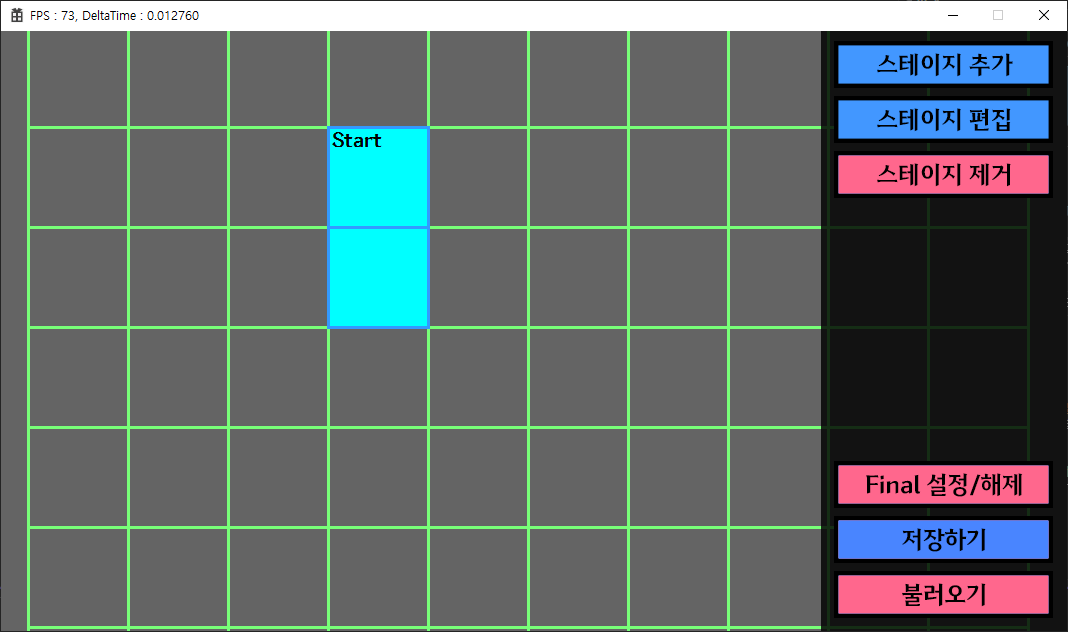 FPS : 73, DeltaTime : 0.012760
스테이지 추가
Start
스테이지 편집
스테이지 제거
Final 설정/해제
저장하기
불러오기